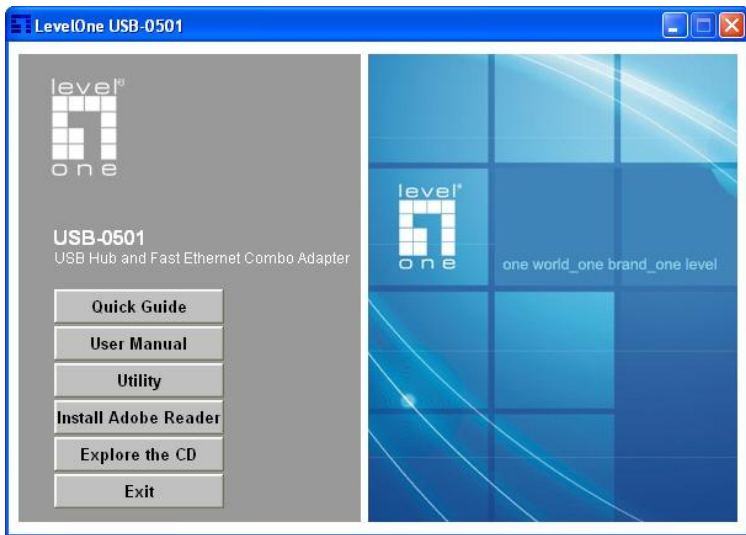 LevelOne USB-0501
level®
one
USB-0501
USB Hub and Fast Ethernet Combo Adapter
Quick Guide
User Manual
Utility
Install Adobe Reader
Explore the CD
Exit
level®
one
one world_one brand_one level